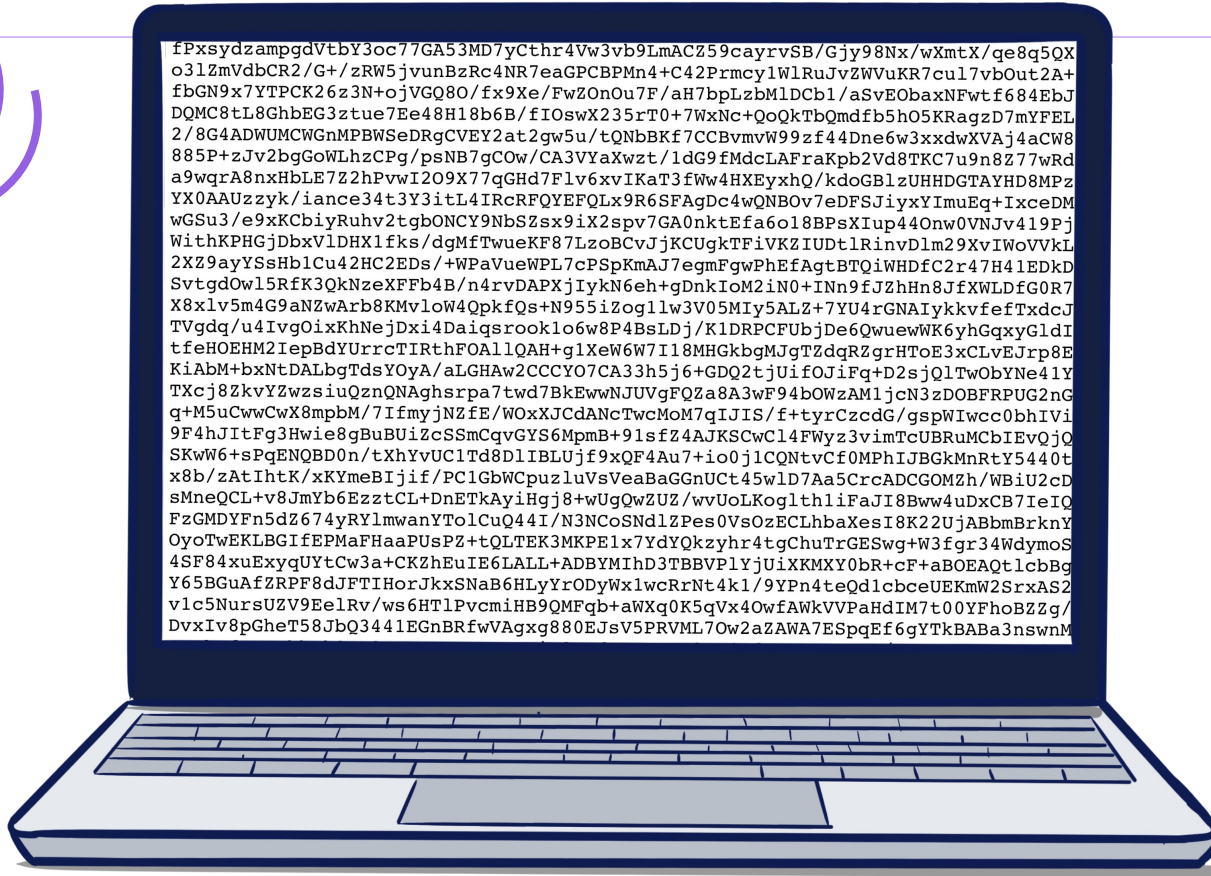 fPxsydzampgdVtbY3oc77GA53MD7yCthr4Vw3vb9LmACZ59cayrvSB/Gjy98Nx/wXmtX/qe8q5QX
o3lZmVdbCR2/G+/zRW5jvunBzRc4NR7eaGPCBPMn4+C42Prmcy1WlRuJvZWVuKR7cul7vbOut2A+
fbGN9x7YTPCK26z3N+ojVGQ8O/fx9Xe/FwZOnOu7F/aH7bpLzbMlDCb1/aSvEObaxNFwtf684EbJ
DQMC8tL8GhbEG3ztue7Ee48H18b6B/fIOswX235rT0+7WxNc+QoQkTbQmdfb5hO5KRagzD7mYFEL
2/8G4ADWUMCWGnMPBWSeDRgCVEY2at2gw5u/tQNbBKf7CCBvmvW99zf44Dne6w3xxdwXVAj4aCW8
885P+zJv2bgGoWLhzCPg/psNB7gCOw/CA3VYaXwzt/1dG9fMdcLAFraKpb2Vd8TKC7u9n8Z77wRd
a9wqrA8nxHbLE7Z2hPvwI2O9X77qGHd7Flv6xvIKaT3fWw4HXEyxhQ/kdoGBlzUHHDGTAYHD8MPz
YX0AAUzzyk/iance34t3Y3itL4IRcRFQYEFQLx9R6SFAgDc4wQNBOv7eDFSJiyxYImuEq+IxceDM
wGSu3/e9xKCbiyRuhv2tgbONCY9NbSZsx9iX2spv7GA0nktEfa6o18BPsXIup44Onw0VNJv419Pj
WithKPHGjDbxVlDHX1fks/dgMfTwueKF87LzoBCvJjKCUgkTFiVKZIUDtlRinvDlm29XvIWoVVkL
2XZ9aySsHb1Cu42HC2EDs/+WPaVueWPL7cPSpKmAJ7egmFgwPhEfAgtBTQiWHDfC2r47H41EDkD
SvtgdOwl5RfK3QkNzeXFFb4B/n4rvDAPXjIykN6eh+gDnkIoM2iN0+INn9fJZhHn8JfXWLDfG0R7
X8xlv5m4G9aNZwArb8KMvloW4QpkfQs+N955iZog1lw3V05MIy5ALZ+7YU4rGNAIykkvfefTxdcJ
TVgdq/u4IvgOixKhNejDxi4Daiqsrook1o6w8P4BsLDj/K1DRPCFUbjDe6QwuewWK6yhGqxyGldI
tfeHOEHM2IepBdYUrrcTIRthFOAllQAH+g1XeW6W7I18MHGkbgMJgTZdqRZgrHToE3xCLvEJrp8E
KiAbM+bxNtDALbgTdsYOyA/aLGHAw2CCCYO7CA33h5j6+GDQ2tjUifOJiFq+D2sjQlTwObYNe41Y
TXcj8ZkvYZwzsiuQznQNAghsrpa7twd7BkEwwNJUVgFQZa8A3wF94bOWzAM1jcN3zDOBFRPUG2nG
q+M5uCwwCwX8mpbM/7IfmyjNZfE/WOxXJCdANcTwcMoM7qIJIS/f+tyrCzcdG/gspWIwcc0bhIVi
9F4hJItFg3Hwie8gBuBUiZcSSmCqvGYS6MpmB+91sfZ4AJKSCwCl4FWyz3vimTcUBRuMCbIEvQjQ
SKwW6+sPqENQBD0n/tXhYvUC1Td8DlIBLUjf9xQF4Au7+io0j1CQNtvCf0MPhIJBGkMnRtY5440t
x8b/zAtIhtK/xKYmeBIjif/PC1GbWCpuzluVsVeaBaGGnUCt45wlD7Aa5CrcADCGOMZh/WBiU2cD
sMneQCL+v8JmYb6EzztCL+DnETkAyiHgj8+wUgQwZUZ/wvUoLKoglth1iFaJI8Bww4uDxCB7IeIQ
FzGMDYFn5dZ674yRYlmwanYTolCuQ44I/N3NCoSNdlZPes0VsOzECLhbaXesI8K22UjABbmBrknY
OyoTwEKLBGIfEPMaFHaaPUsPZ+tQLTEK3MKPE1x7YdYQkzyhr4tgChuTrGESwg+W3fgr34WdymoS
4SF84xuExyqUYtCw3a+CKZhEuIE6LALL+ADBYMIhD3TBBVPlYjUiXKMXY0bR+cF+aBOEAQtlcbBg
Y65BGuAfZRPF8dJFTIHorJkxSNaB6HLyYrODyWx1wcRrNt4k1/9YPn4teQd1cbceUEKmW2SrxAS2
v1c5NursUZV9EelRv/ws6HTlPvcmiHB9QMFqb+aWXq0K5qVx4OwfAWkVVPaHdIM7t00YFhoBZZg/
DvxIv8pGheT58JbQ3441EGnBRfwVAgxg880EJsV5PRVML7Ow2aZAWA7ESpqEf6gYTkBABa3nswnM